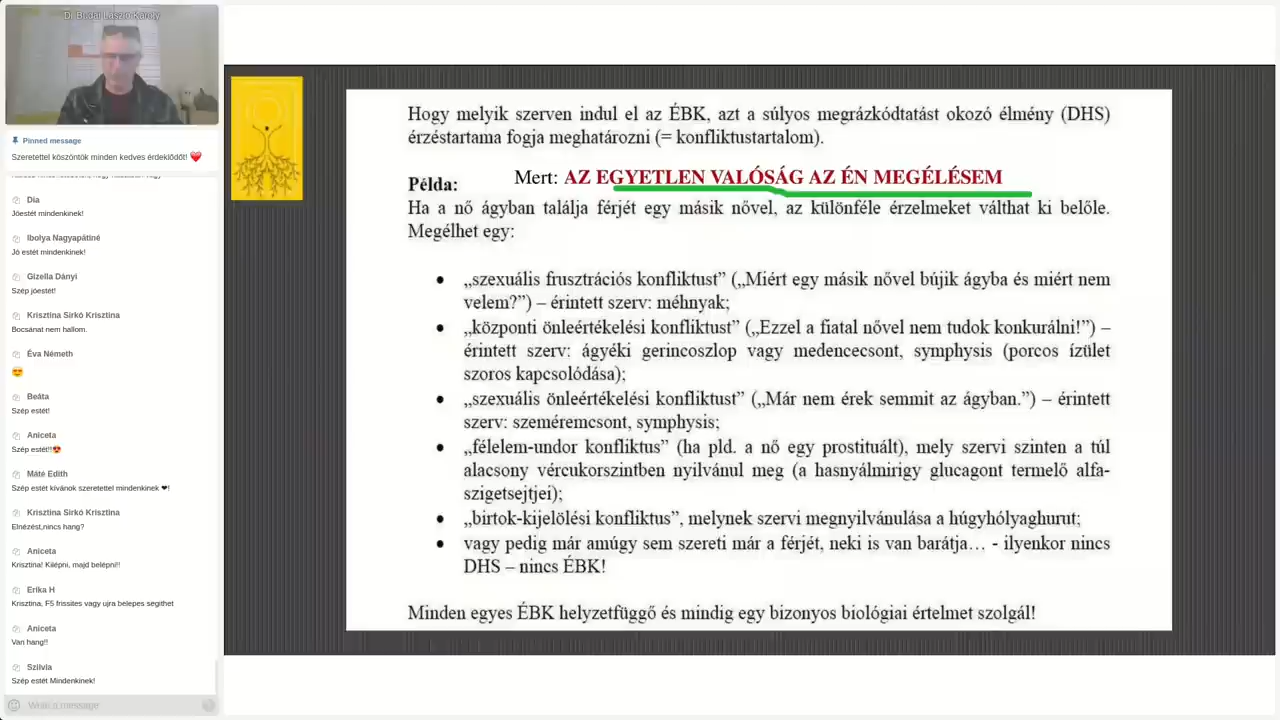 Dr Budai László Kariky
Pinned message
Szeretettel köszöntök minden kedves érdeklődőt! ❤️
Dia
Jóestét mindenkinek!
Ibolya Nagypátiné
Jó estét mindenkinek!
Gizella Dányi
Szép jóestét!
Krisztina Sirkó Krisztina
Bocsánat nem hallom.
Éva Németh
😍
Beáta
Szép estét!
Aniceta
Szép estét!!😍
Máté Edith
Szép estét kívánok szeretettel mindenkinek ❤!
Krisztina Sirkó Krisztina
Elnézést,nincs hang?
Aniceta
Krisztina! Kilépni, majd belépni!!
Erika H
Krisztina, F5 frissites vagy ujra belepes segithet
Aniceta
Van hang!!
Szilvia
Szép estét Mindenkinek!
Write a message
Hogy melyik szerven indul el az ÉBK, azt a súlyos megrázkódtatást okozó élmény (DHS)
érzéstartama fogja meghatározni (= konfliktustartalom).
Mert: AZ EGYETLEN VALÓSÁG AZ ÉN MEGÉLÉSEM
Példa:
Ha a nő ágyban találja férjét egy másik nővel, az különféle érzelmeket válthat ki belőle.
Megélhet egy:
• „szexuális frusztrációs konfliktust” („Miért egy másik nővel bújik ágyba és miért nem
velem?”) – érintett szerv: méhnyak;
• „központi önleértékelési konfliktust” („Ezzel a fiatal nővel nem tudok konkurálni!”) –
érintett szerv: ágyéki gerincoszlop vagy medencecsont, symphysis (porcos ízület
szoros kapcsolódása);
• „szexuális önleértékelési konfliktust” („Már nem érek semmit az ágyban.”) – érintett
szerv: szeméremcsont, symphysis;
• „félelem-undor konfliktus” (ha pld. a nő egy prostituált), mely szervi szinten a túl
alacsony vércukorszintben nyilvánul meg (a hasnyálmirigy glucagont termelő alfa-
szigetsejtjei);
• „birtok-kijelölési konfliktus”, melynek szervi megnyilvánulása a húgyhólyaghurut;
• vagy pedig már amúgy sem szereti már a férjét, neki is van barátja… - ilyenkor nincs
DHS – nincs ÉBK!
Minden egyes ÉBK helyzetfüggő és mindig egy bizonyos biológiai értelmet szolgál!